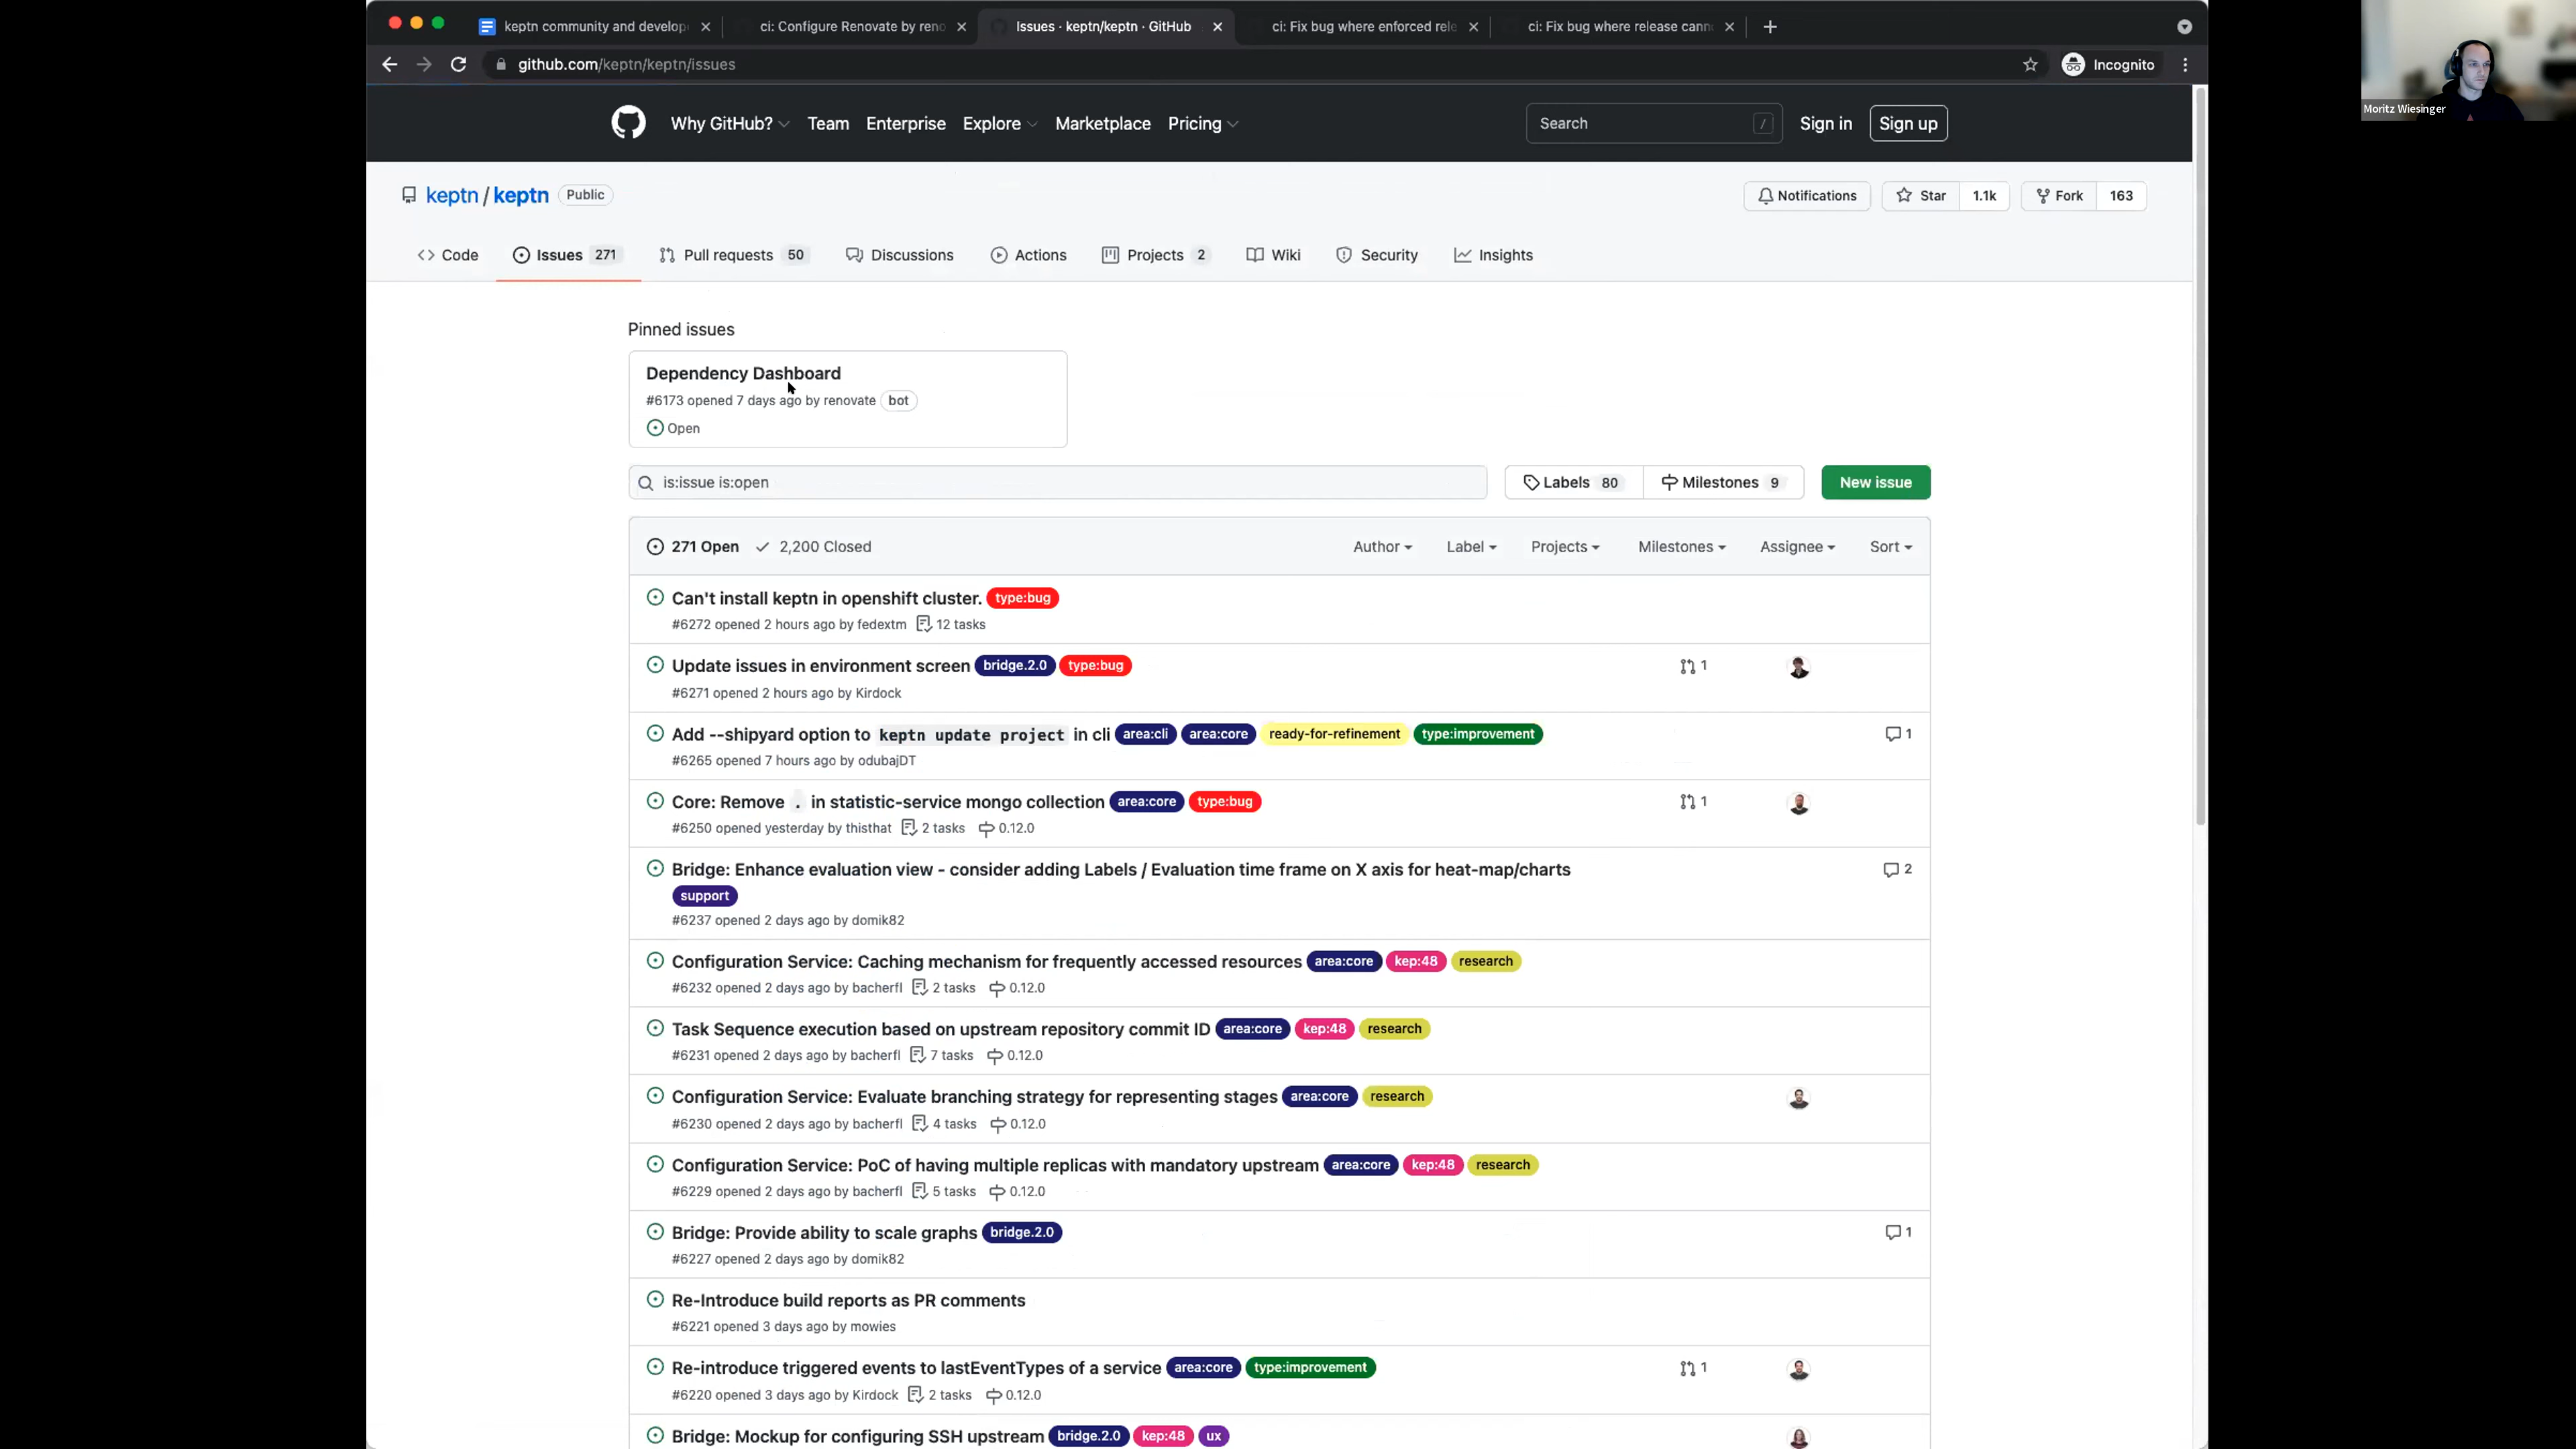 keptn community and develop
ci: Configure Renovate by reno
Issues · keptn/keptn · GitHub
ci: Fix bug where enforced rele
ci: Fix bug where release cann
github.com/keptn/keptn/issues
Incognito
Moritz Wiesinger
Why GitHub? Team Enterprise Explore Marketplace Pricing
Search /
Sign in Sign up
keptn / keptn Public
Notifications Star 1.1k Fork 163
Code Issues 271 Pull requests 50 Discussions Actions Projects 2 Wiki Security Insights
Pinned issues
Dependency Dashboard
#6173 opened 7 days ago by renovate bot
Open
is:issue is:open
Labels 80 Milestones 9 New issue
271 Open 2,200 Closed Author Label Projects Milestones Assignee Sort
Can't install keptn in openshift cluster. type:bug
#6272 opened 2 hours ago by fedextm 12 tasks
Update issues in environment screen bridge.2.0 type:bug 1
#6271 opened 2 hours ago by Kirdock
Add --shipyard option to keptn update project in cli area:cli area:core ready-for-refinement type:improvement 1
#6265 opened 7 hours ago by odubajDT
Core: Remove . in statistic-service mongo collection area:core type:bug 1
#6250 opened yesterday by thisthat 2 tasks 0.12.0
Bridge: Enhance evaluation view - consider adding Labels / Evaluation time frame on X axis for heat-map/charts 2
support
#6237 opened 2 days ago by domik82
Configuration Service: Caching mechanism for frequently accessed resources area:core kep:48 research
#6232 opened 2 days ago by bacherfl 2 tasks 0.12.0
Task Sequence execution based on upstream repository commit ID area:core kep:48 research
#6231 opened 2 days ago by bacherfl 7 tasks 0.12.0
Configuration Service: Evaluate branching strategy for representing stages area:core research
#6230 opened 2 days ago by bacherfl 4 tasks 0.12.0
Configuration Service: PoC of having multiple replicas with mandatory upstream area:core kep:48 research
#6229 opened 2 days ago by bacherfl 5 tasks 0.12.0
Bridge: Provide ability to scale graphs bridge.2.0 1
#6227 opened 2 days ago by domik82
Re-Introduce build reports as PR comments
#6221 opened 3 days ago by mowies
Re-introduce triggered events to lastEventTypes of a service area:core type:improvement 1
#6220 opened 3 days ago by Kirdock 2 tasks 0.12.0
Bridge: Mockup for configuring SSH upstream bridge.2.0 kep:48 ux